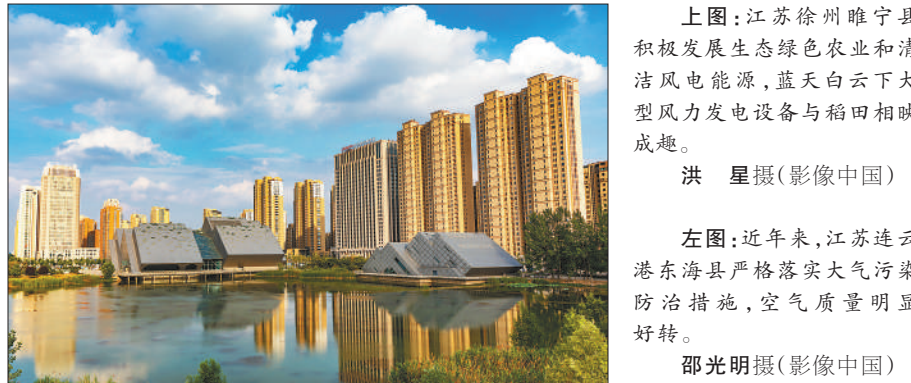 上图:江苏徐州睢宁县
积极发展生态绿色农业和清
洁风电能源,蓝天白云下大
型风力发电设备与稻田相映
成趣。
洪　星摄(影像中国)
左图:近年来,江苏连云
港东海县严格落实大气污染
防治措施,空气质量明显
好转。
邵光明摄(影像中国)